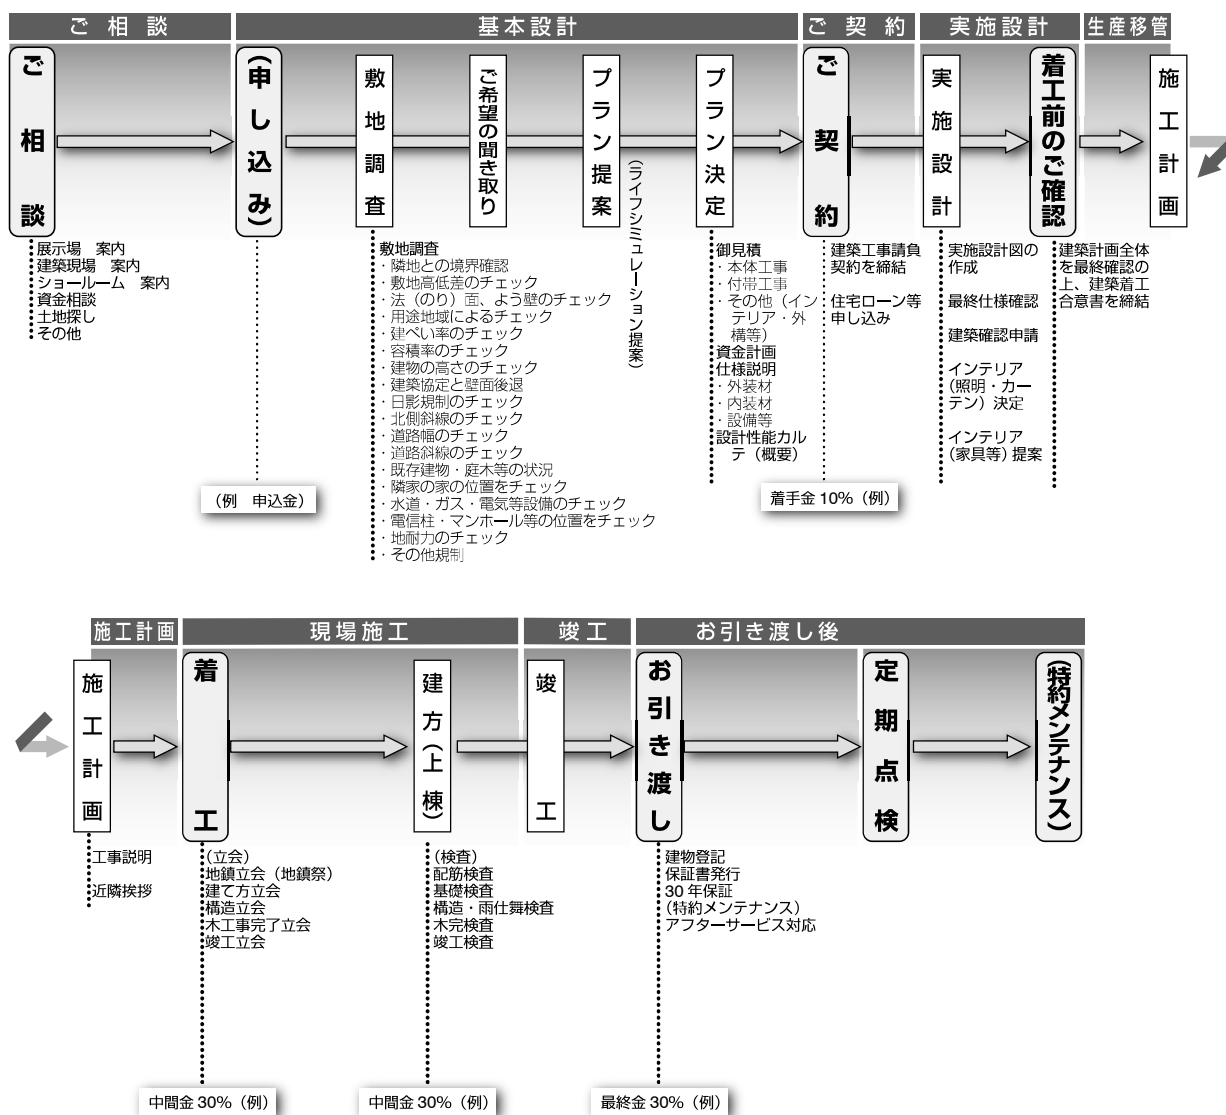 ご相談
基本設計
ご契約
実施設計
生産移管
ご相談
（申し込み）
敷地調査
ご希望の聞き取り
プラン提案
（ライフシミュレーション提案）
プラン決定
ご契約
実施設計
着工前のご確認
施工計画
展示場　案内
建築現場　案内
ショールーム　案内
資金相談
土地探し
その他
（例　申込金）
敷地調査
・隣地との境界確認
・敷地高低差のチェック
・法（のり）面、よう壁のチェック
・用途地域によるチェック
・建ぺい率のチェック
・容積率のチェック
・建物の高さのチェック
・建築協定と壁面後退
・日影規制のチェック
・北側斜線のチェック
・道路幅のチェック
・道路斜線のチェック
・既存建物・庭木等の状況
・隣家の家の位置をチェック
・水道・ガス・電気等設備のチェック
・電信柱・マンホール等の位置をチェック
・地耐力のチェック
・その他規制
御見積
・本体工事
・付帯工事
・その他（イン
テリア・外
構等）
資金計画
仕様説明
・外装材
・内装材
・設備等
設計性能カル
テ（概要）
建築工事請負
契約を締結
住宅ローン等
申し込み
着手金10%（例）
実施設計図の
作成
最終仕様確認
建築確認申請
インテリア
（照明・カー
テン）決定
インテリア
（家具等）提案
建築計画全体
を最終確認の
上、建築着工
合意書を締結
施工計画
現場施工
竣工
お引き渡し後
施工計画
着工
建方（上棟）
竣工
お引き渡し
定期点検
（特約メンテナンス）
工事説明
近隣挨拶
（立会）
地鎮立会（地鎮祭）
建て方立会
構造立会
木工事完了立会
竣工立会
中間金30%（例）
（検査）
配筋検査
基礎検査
構造・雨仕舞検査
木完検査
竣工検査
中間金30%（例）
建物登記
保証書発行
30年保証
（特約メンテナンス）
アフターサービス対応
最終金30%（例）